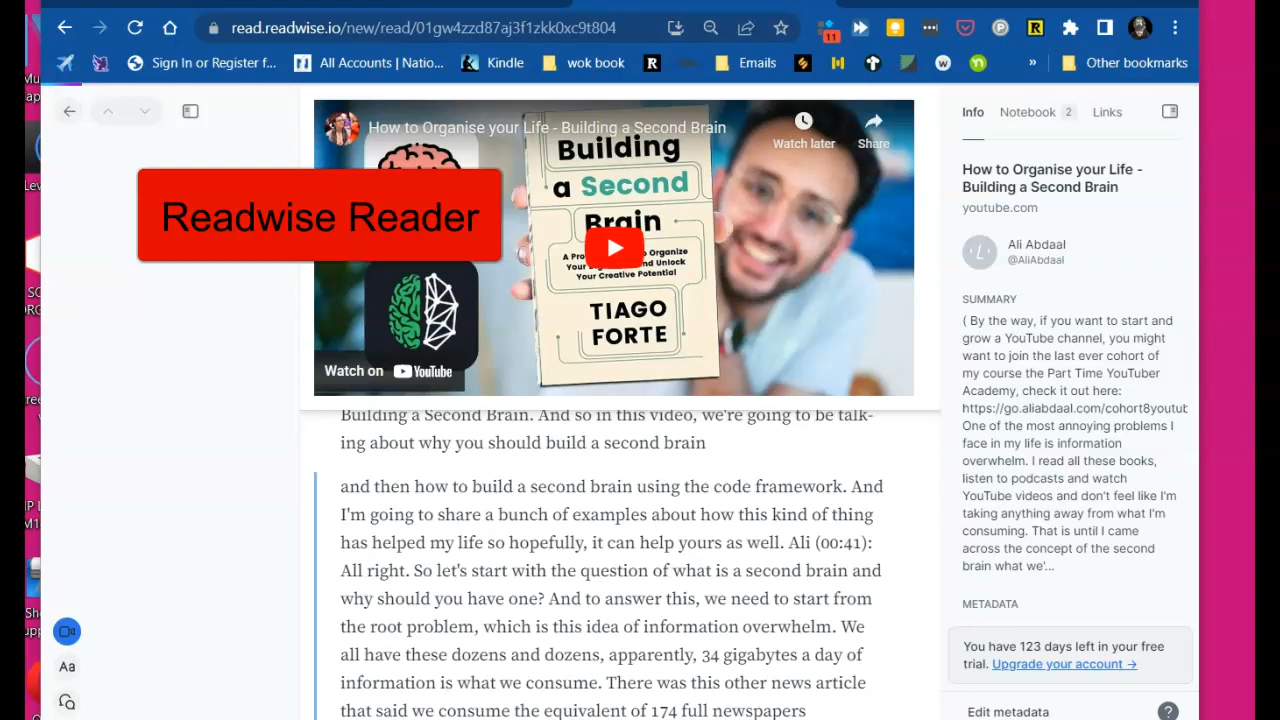 read.readwise.io/new/read/01gw4zzd87aj3f1zkk0xc9t804
11
Sign In or Register f...
All Accounts | Natio...
Kindle
wok book
R
Emails
»
Other bookmarks
How to Organise your Life - Building a Second Brain
Watch later
Share
Building
a Second
Brain
Your Creative Potential
TIAGO
FORTE
Watch on YouTube
Readwise Reader
Building a Second Brain. And so in this video, we're going to be talk-
ing about why you should build a second brain
and then how to build a second brain using the code framework. And
I'm going to share a bunch of examples about how this kind of thing
has helped my life so hopefully, it can help yours as well. Ali (00:41):
All right. So let's start with the question of what is a second brain and
why should you have one? And to answer this, we need to start from
the root problem, which is this idea of information overwhelm. We
all have these dozens and dozens, apparently, 34 gigabytes a day of
information is what we consume. There was this other news article
that said we consume the equivalent of 174 full newspapers
Aa
Info
Notebook 2
Links
How to Organise your Life -
Building a Second Brain
youtube.com
L
Ali Abdaal
@AliAbdaal
SUMMARY
( By the way, if you want to start and
grow a YouTube channel, you might
want to join the last ever cohort of
my course the Part Time YouTuber
Academy, check it out here:
https://go.aliabdaal.com/cohort8youtub
One of the most annoying problems I
face in my life is information
overwhelm. I read all these books,
listen to podcasts and watch
YouTube videos and don't feel like I'm
taking anything away from what I'm
consuming. That is until I came
across the concept of the second
brain what we'...
METADATA
You have 123 days left in your free
trial. Upgrade your account →
Edit metadata
?